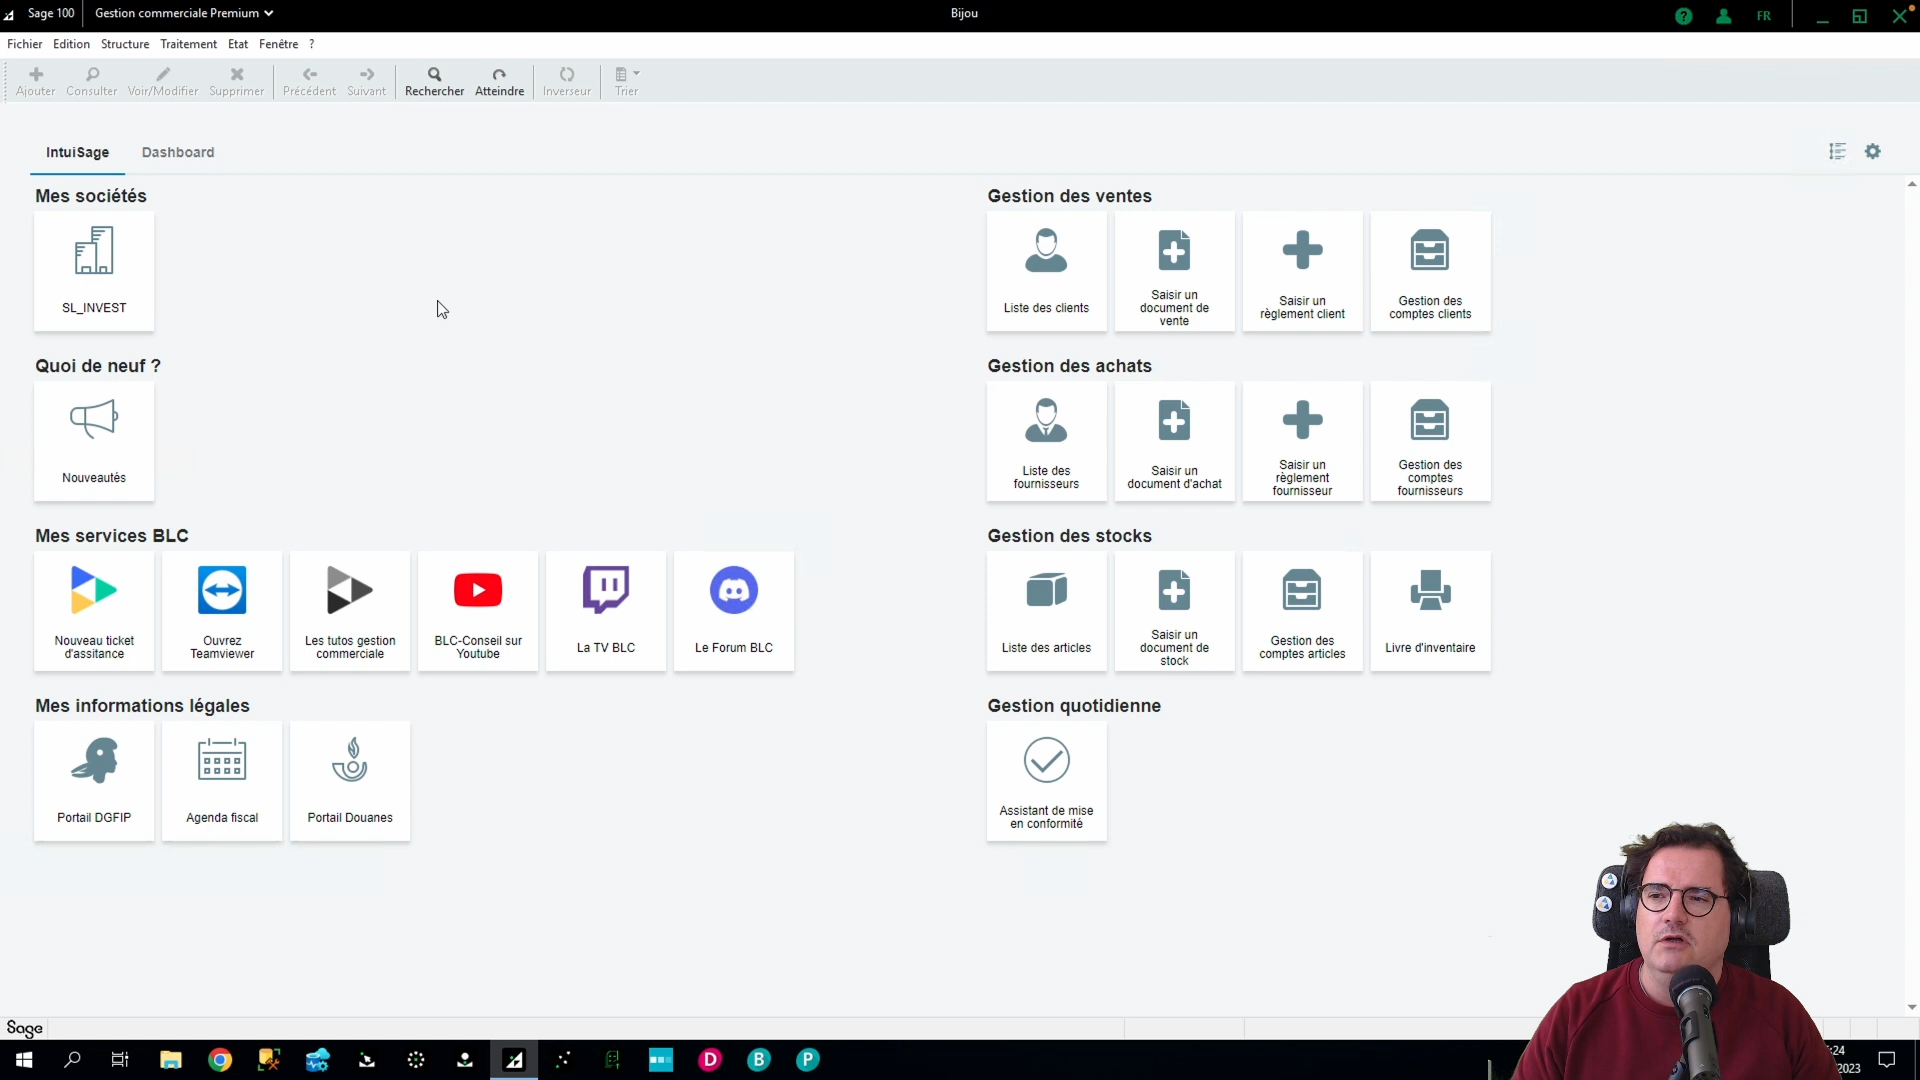 Sage 100
Gestion commerciale Premium
Bijou
FR
Fichier Edition Structure Traitement Etat Fenêtre ?
Ajouter Consulter Voir/Modifier Supprimer Précédent Suivant Rechercher Atteindre Inverseur Trier
IntuiSage Dashboard
Mes sociétés
SL_INVEST
Quoi de neuf ?
Nouveautés
Mes services BLC
Nouveau ticket
d'assitance
Ouvrez
Teamviewer
Les tutos gestion
commerciale
BLC-Conseil sur
Youtube
La TV BLC
Le Forum BLC
Mes informations légales
Portail DGFIP
Agenda fiscal
Portail Douanes
Gestion des ventes
Liste des clients
Saisir un
document de
vente
Saisir un
règlement client
Gestion des
comptes clients
Gestion des achats
Liste des
fournisseurs
Saisir un
document d'achat
Saisir un
règlement
fournisseur
Gestion des
comptes
fournisseurs
Gestion des stocks
Liste des articles
Saisir un
document de
stock
Gestion des
comptes articles
Livre d'inventaire
Gestion quotidienne
Assistant de mise
en conformité
Sage
D
B
P
:24
2023